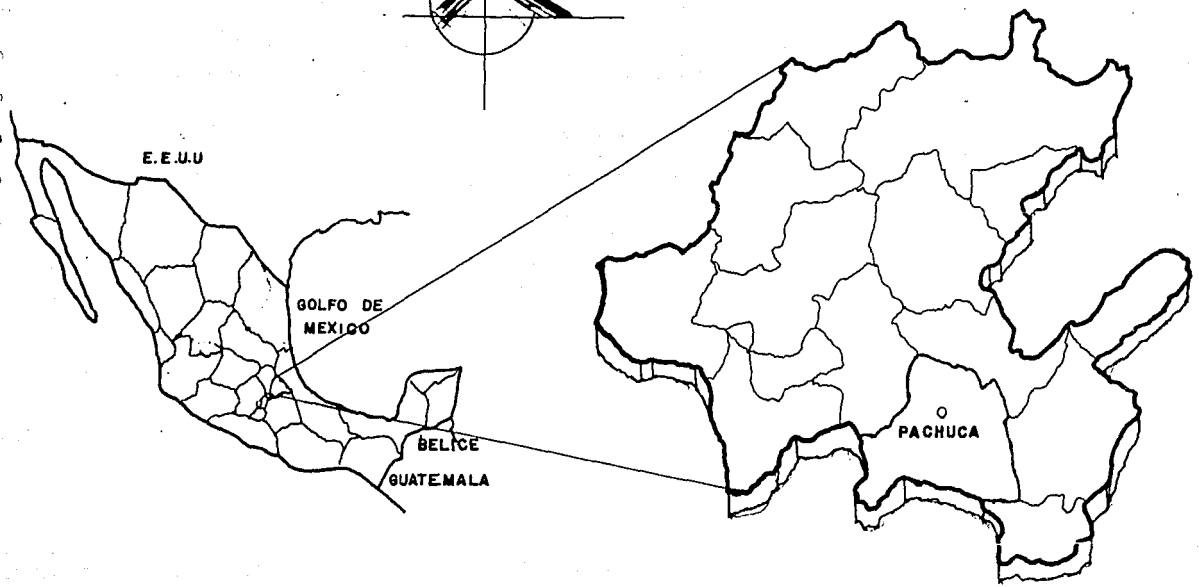 E.E.U.U
GOLFO DE
MEXICO
BELICE
GUATEMALA
PACHUCA